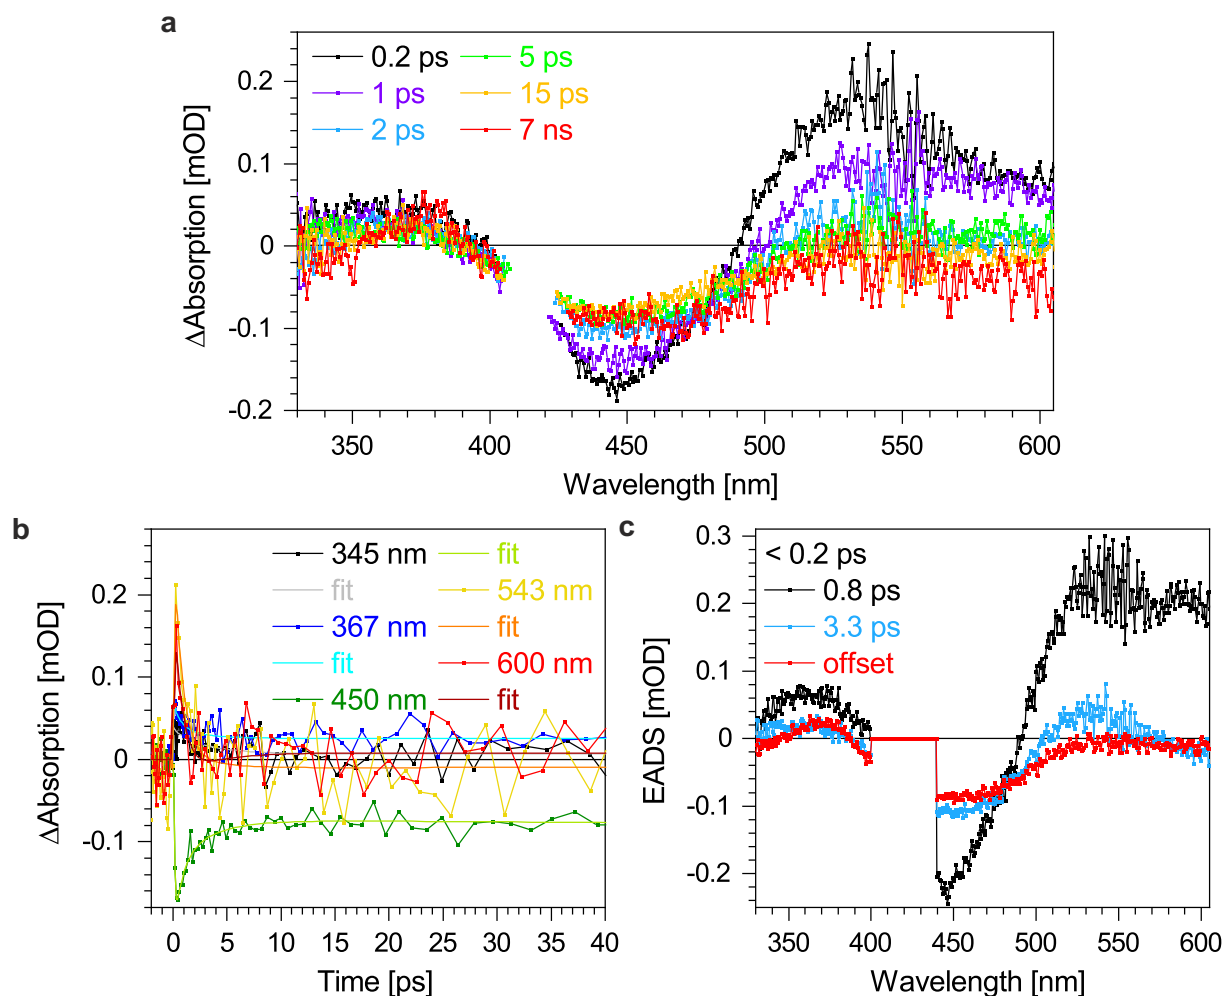 a
0.2 ps 5 ps
1 ps 15 ps
2 ps 7 ns
0.2
0.1
0
-0.1
-0.2
ΔAbsorption [mOD]
350 400 450 500 550 600
Wavelength [nm]
b
345 nm fit
fit 543 nm
367 nm fit
fit 600 nm
450 nm fit
0.2
0.1
0
-0.1
ΔAbsorption [mOD]
0 5 10 15 20 25 30 35 40
Time [ps]
c
< 0.2 ps
0.8 ps
3.3 ps
offset
0.3
0.2
0.1
0
-0.1
-0.2
EADS [mOD]
350 400 450 500 550 600
Wavelength [nm]